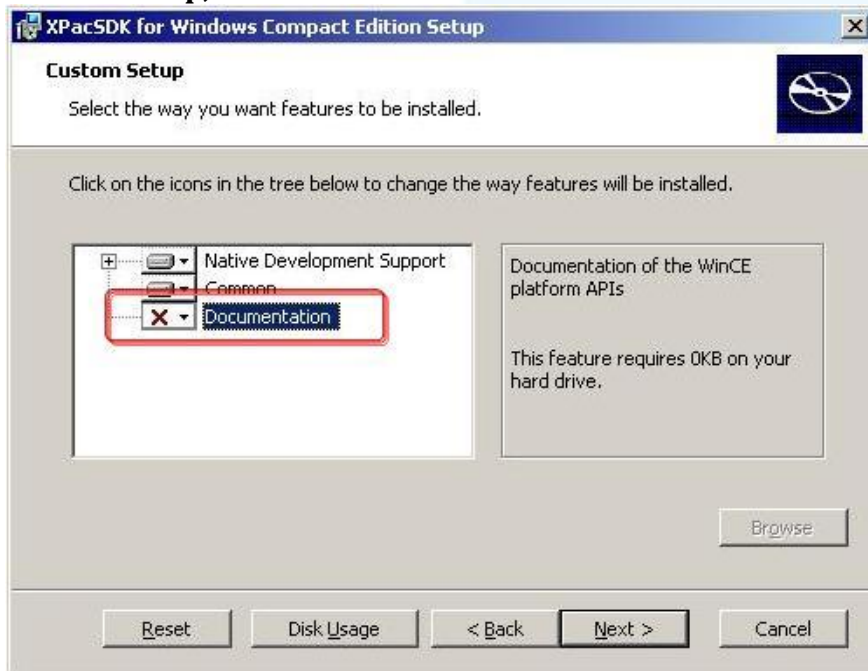 XPacSDK for Windows Compact Edition Setup
Custom Setup
Select the way you want features to be installed.
Click on the icons in the tree below to change the way features will be installed.
Native Development Support
Common
Documentation
Documentation of the WinCE
platform APIs
This feature requires 0KB on your
hard drive.
Browse
Reset
Disk Usage
< Back
Next >
Cancel